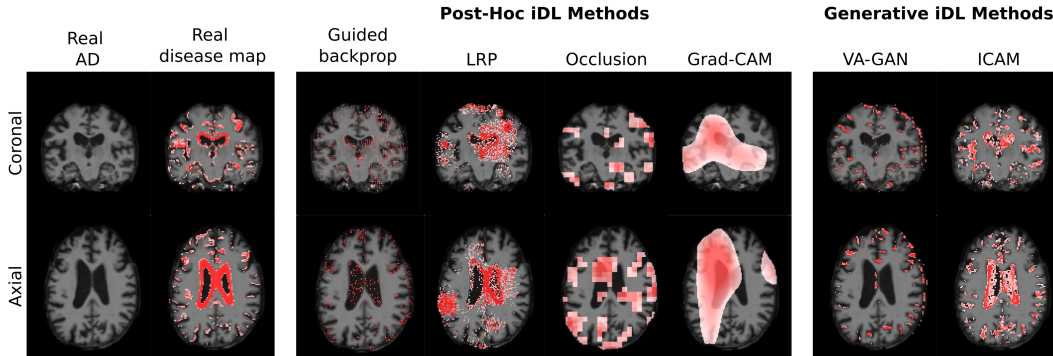 Post-Hoc iDL Methods
Generative iDL Methods
Real
AD
Real
disease map
Guided
backprop
LRP
Occlusion
Grad-CAM
VA-GAN
ICAM
Coronal
Axial